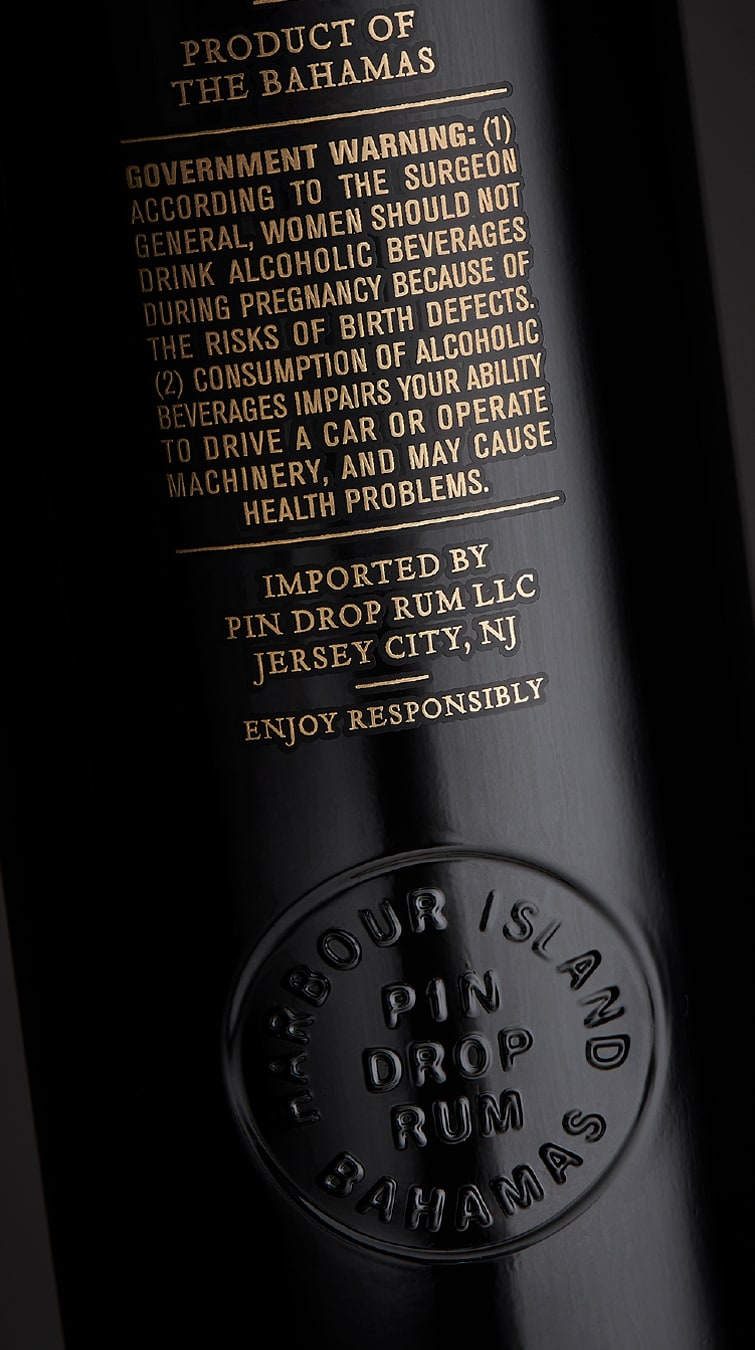 PRODUCT OF
THE BAHAMAS
GOVERNMENT WARNING: (1)
ACCORDING TO THE SURGEON
GENERAL, WOMEN SHOULD NOT
DRINK ALCOHOLIC BEVERAGES
DURING PREGNANCY BECAUSE OF
THE RISKS OF BIRTH DEFECTS.
(2) CONSUMPTION OF ALCOHOLIC
BEVERAGES IMPAIRS YOUR ABILITY
TO DRIVE A CAR OR OPERATE
MACHINERY, AND MAY CAUSE
HEALTH PROBLEMS.
IMPORTED BY
PIN DROP RUM LLC
JERSEY CITY, NJ
ENJOY RESPONSIBLY
HARBOUR ISLAND
PIN
DROP
RUM
BAHAMAS